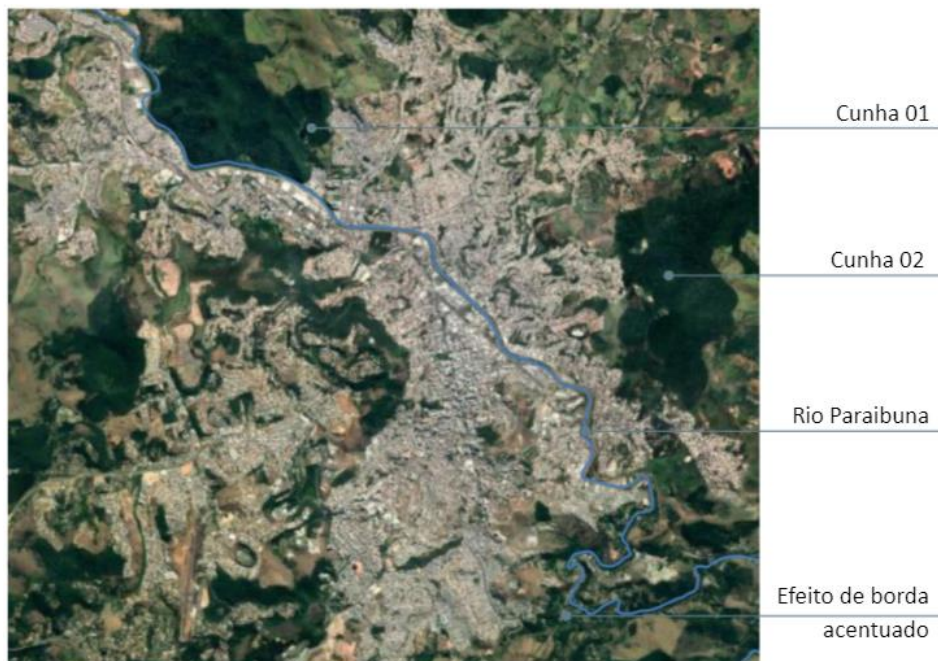 Cunha 01
Cunha 02
Rio Paraibuna
Efeito de borda
acentuado